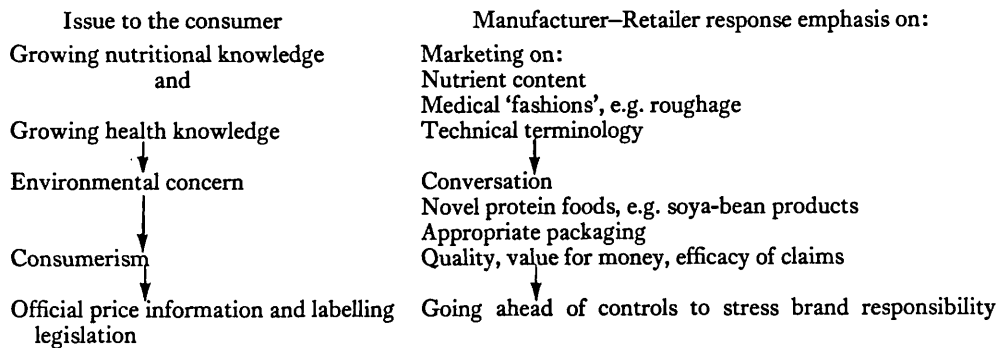 Issue to the consumer
Manufacturer–Retailer response emphasis on:
Growing nutritional knowledge
and
Growing health knowledge
Marketing on:
Nutrient content
Medical ‘fashions’, e.g. roughage
Technical terminology
Environmental concern
Conversation
Novel protein foods, e.g. soya-bean products
Appropriate packaging
Consumerism
Quality, value for money, efficacy of claims
Official price information and labelling
legislation
Going ahead of controls to stress brand responsibility